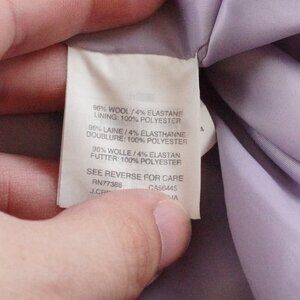 96% WOOL / 4% ELASTANE
LINING: 100% POLYESTER
96% LAINE / 4% ELASTHANNE
DOUBLURE: 100% POLYESTER
96% WOLLE / 4% ELASTAN
FUTTER: 100% POLYESTER
SEE REVERSE FOR CARE
RN77388 CA56445